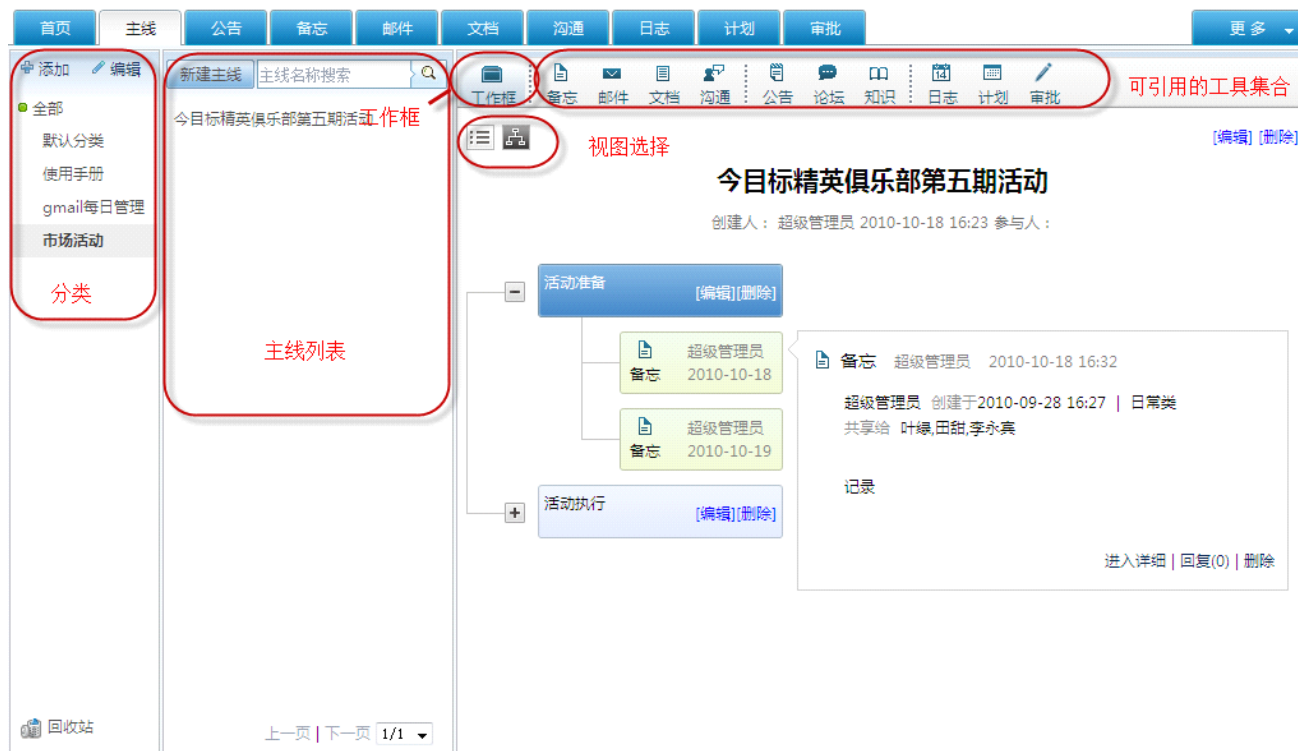 首页 主线 公告 备忘 邮件 文档 沟通 日志 计划 审批 更多
添加 编辑
全部
默认分类
使用手册
gmail每日管理
市场活动
分类
回收站
新建主线 主线名称搜索
今目标精英俱乐部第五期活动
工作框
主线列表
上一页 | 下一页 1/1
工作框 备忘 邮件 文档 沟通 公告 论坛 知识 日志 计划 审批
14
可引用的工具集合
视图选择
[编辑] [删除]
今目标精英俱乐部第五期活动
创建人： 超级管理员 2010-10-18 16:23 参与人：
活动准备
[编辑][删除]
超级管理员
备忘 2010-10-18
超级管理员
备忘 2010-10-19
活动执行
[编辑][删除]
备忘 超级管理员 2010-10-18 16:32
超级管理员 创建于2010-09-28 16:27 | 日常类
共享给 叶绿,田甜,李永宾
记录
进入详细 | 回复(0) | 删除